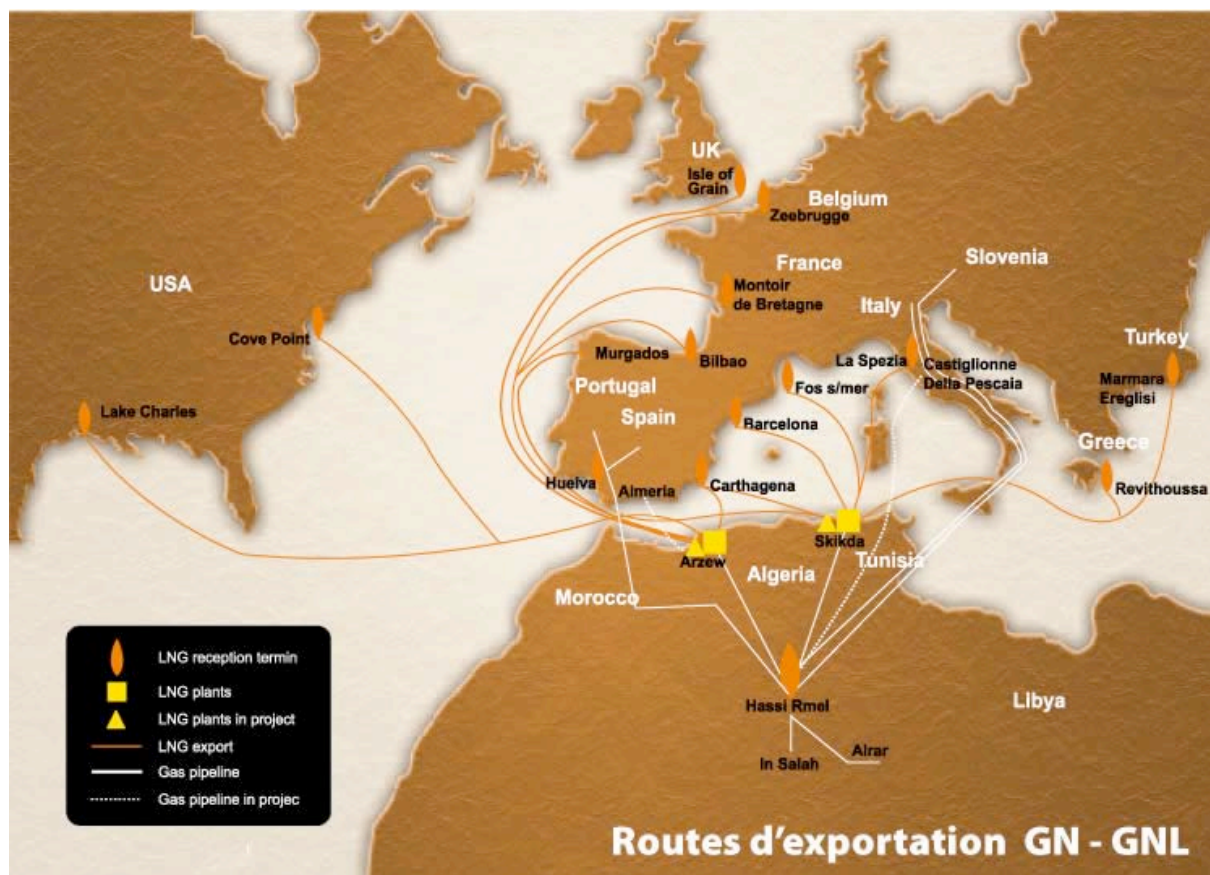 UK
Isle of
Grain
Belgium
Zeebrugge
Slovenia
France
USA
Montoir
de Bretagne
Italy
Cove Point
Turkey
Murgados
Bilbao
La Spezia
Castiglionne
Della Pescaia
Portugal
Fos s/mer
Marmara
Ereglisi
Lake Charles
Spain
Barcelona
Greece
Huelva
Almeria
Carthagena
Revithoussa
Skikda
Arzew
Algeria
Tunisia
Morocco
LNG reception termin
LNG plants
LNG plants in project
LNG export
Gas pipeline
Gas pipeline in projec
Hassi Rmel
Libya
In Salah
Alrar
Routes d'exportation GN - GNL